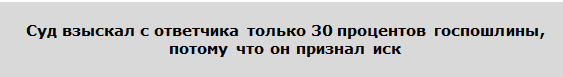 Суд взыскал с ответчика только 30 процентов госпошлины,
потому что он признал иск